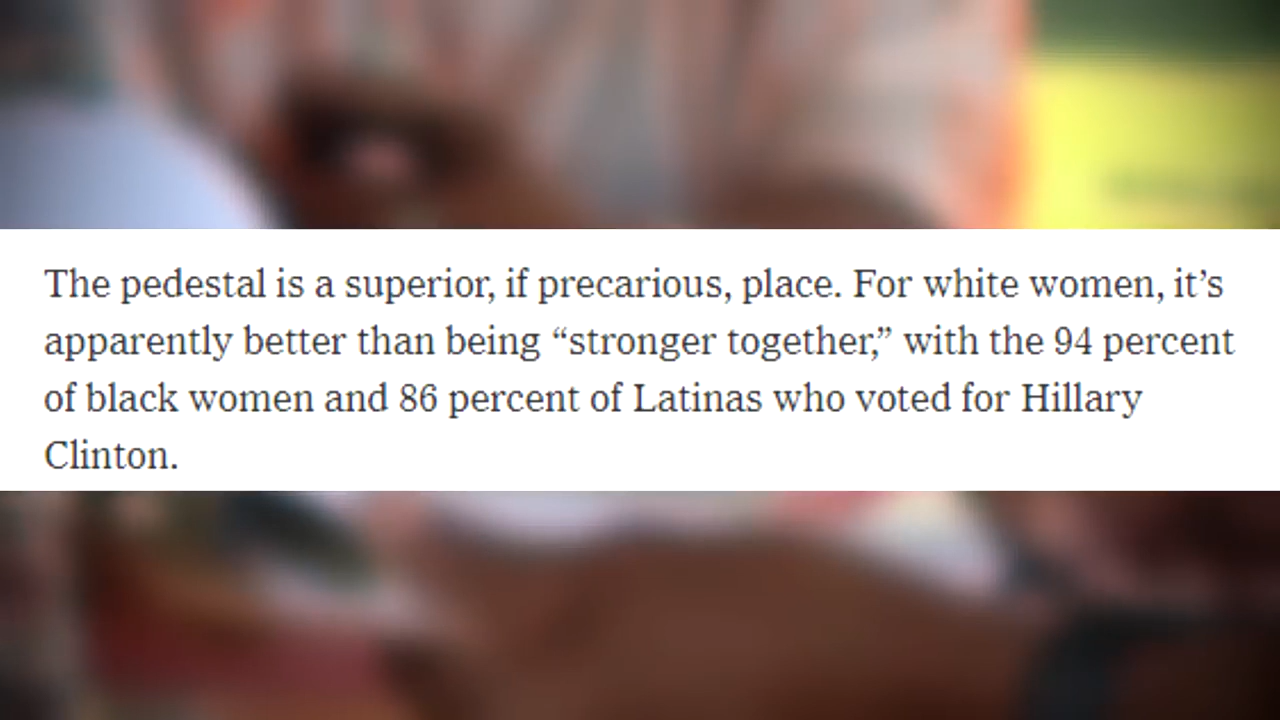 The pedestal is a superior, if precarious, place. For white women, it’s
apparently better than being “stronger together,” with the 94 percent
of black women and 86 percent of Latinas who voted for Hillary
Clinton.